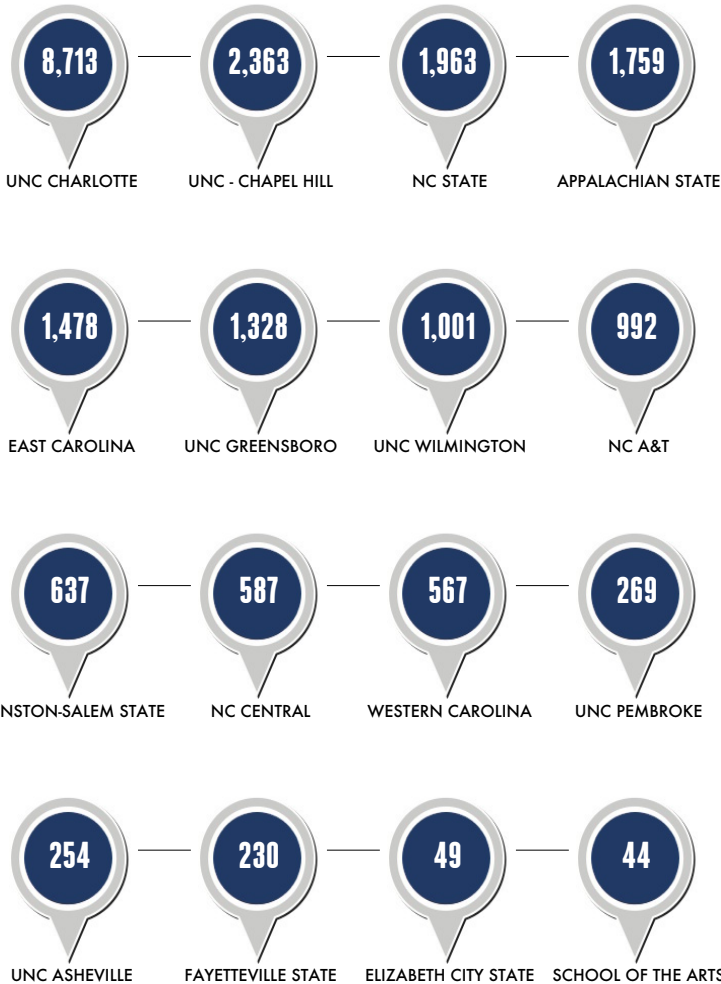 8,713 2,363 1,963 1,759
UNC CHARLOTTE UNC - CHAPEL HILL NC STATE APPALACHIAN STATE
1,478 1,328 1,001 992
EAST CAROLINA UNC GREENSBORO UNC WILMINGTON NC A&T
637 587 567 269
NSTON-SALEM STATE NC CENTRAL WESTERN CAROLINA UNC PEMBROKE
254 230 49 44
UNC ASHEVILLE FAYETTEVILLE STATE ELIZABETH CITY STATE SCHOOL OF THE ARTS